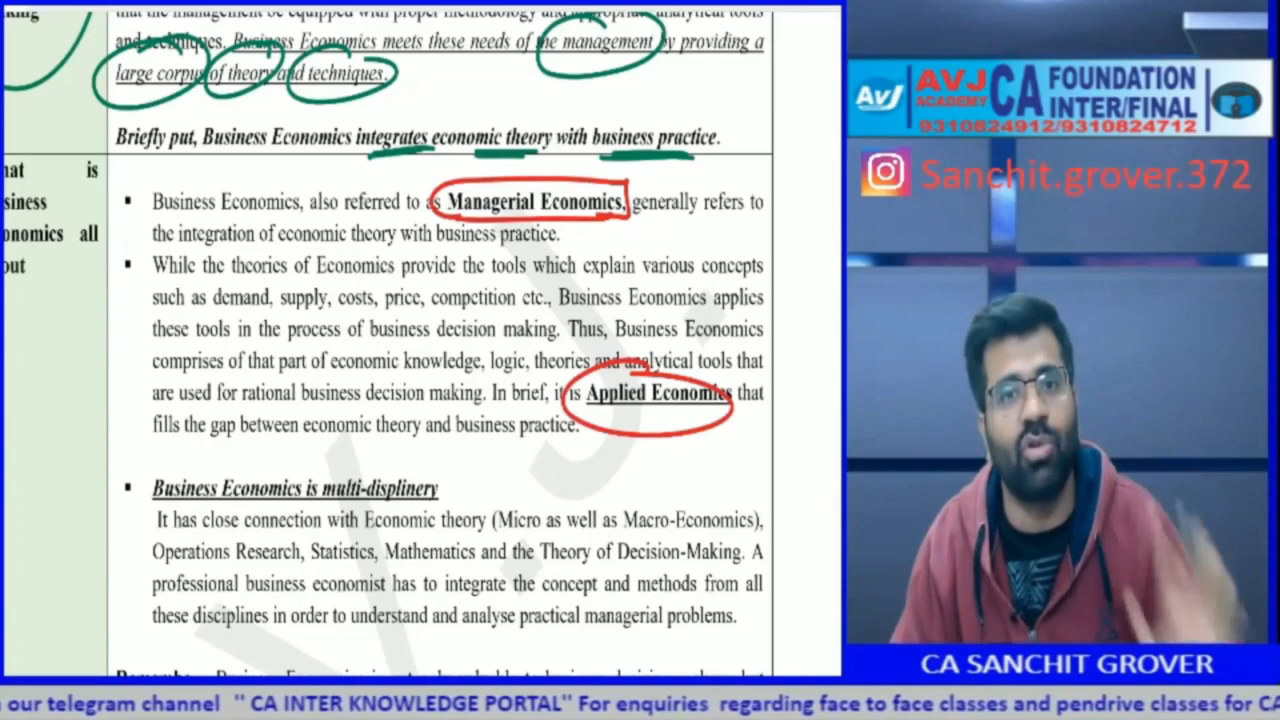 that the management be equipped with proper methodology and appropriate analytical tools
and techniques. Business Economics meets these needs of the management by providing a
large corpus of theory and techniques.
Briefly put, Business Economics integrates economic theory with business practice.
hat is
siness
onomics all
out
▪ Business Economics, also referred to as Managerial Economics, generally refers to
the integration of economic theory with business practice.
▪ While the theories of Economics provide the tools which explain various concepts
such as demand, supply, costs, price, competition etc., Business Economics applies
these tools in the process of business decision making. Thus, Business Economics
comprises of that part of economic knowledge, logic, theories and analytical tools that
are used for rational business decision making. In brief, it is Applied Economics that
fills the gap between economic theory and business practice.
▪ Business Economics is multi-displinery
It has close connection with Economic theory (Micro as well as Macro-Economics),
Operations Research, Statistics, Mathematics and the Theory of Decision-Making. A
professional business economist has to integrate the concept and methods from all
these disciplines in order to understand and analyse practical managerial problems.
AVJ
AVJ
ACADEMY
CA
FOUNDATION
INTER/FINAL
9310824912/9310824712
Sanchit.grover.372
CA SANCHIT GROVER
our telegram channel " CA INTER KNOWLEDGE PORTAL" For enquiries regarding face to face classes and pendrive classes for CA